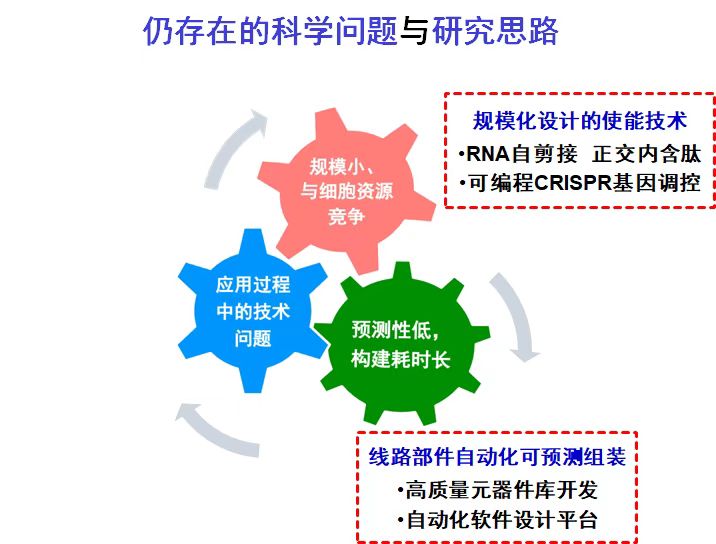 仍存在的科学问题与研究思路
规模化设计的使能技术
•RNA自剪接 正交内含肽
•可编程CRISPR基因调控
规模小、
与细胞资源
竞争
应用过程
中的技术
问题
预测性低，
构建耗时长
线路部件自动化可预测组装
•高质量元器件库开发
•自动化软件设计平台